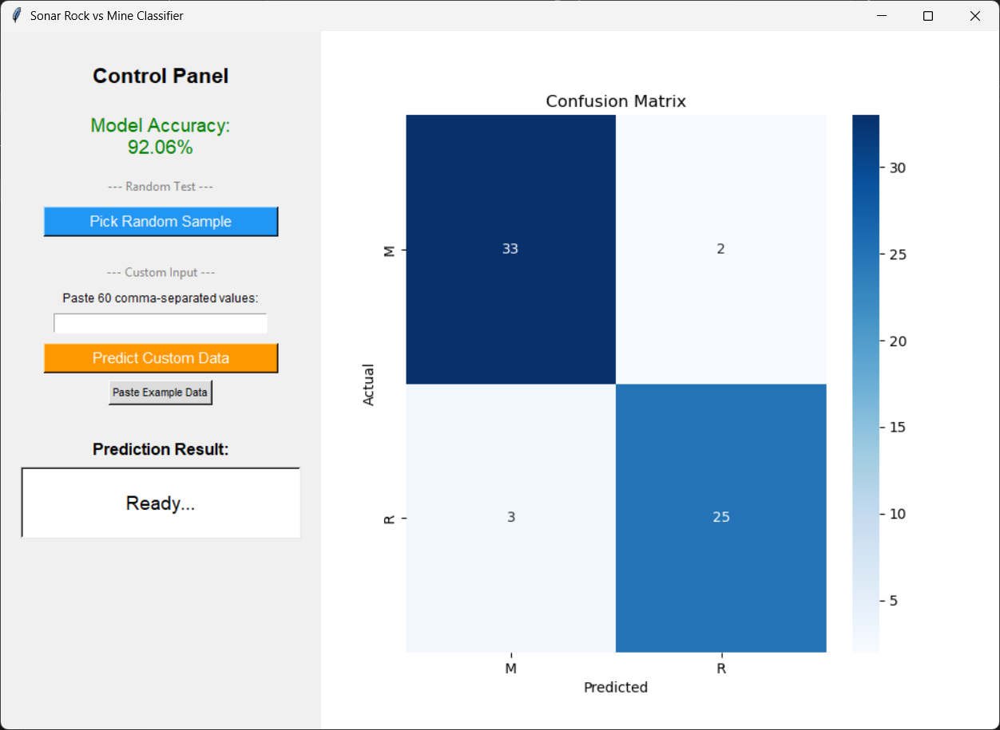 Sonar Rock vs Mine Classifier
Control Panel
Model Accuracy:
92.06%
--- Random Test ---
Pick Random Sample
--- Custom Input ---
Paste 60 comma-separated values:
Predict Custom Data
Paste Example Data
Prediction Result:
Ready...
Confusion Matrix
M
33
2
Actual
R
3
25
M
R
Predicted
30
25
20
15
10
5